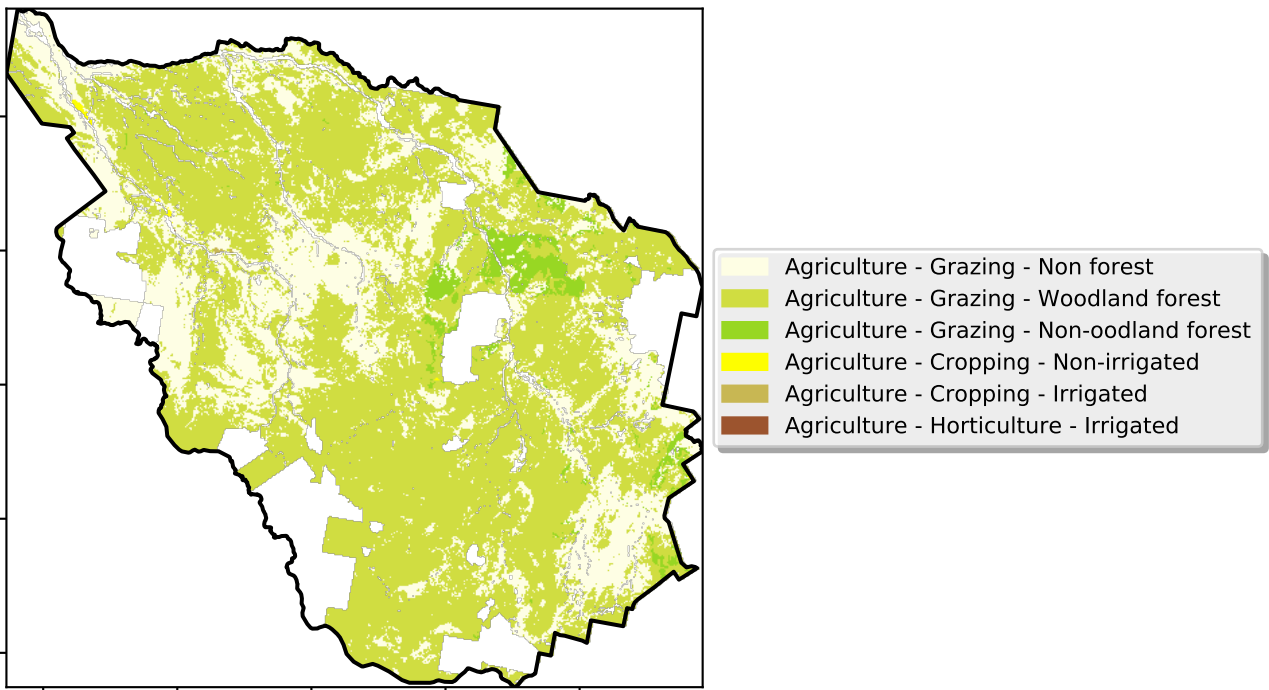 Agriculture - Grazing - Non forest
Agriculture - Grazing - Woodland forest
Agriculture - Grazing - Non-oodland forest
Agriculture - Cropping - Non-irrigated
Agriculture - Cropping - Irrigated
Agriculture - Horticulture - Irrigated